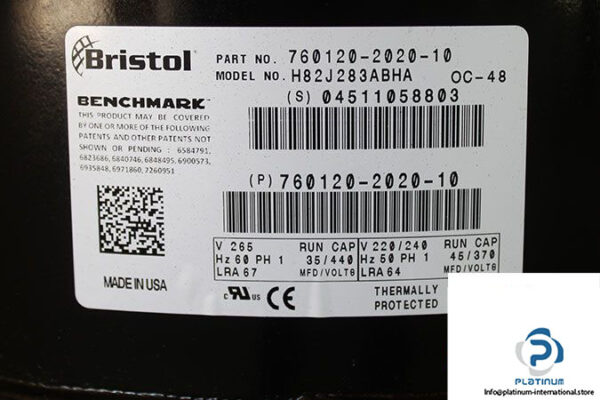 Bristol
PART NO. 760120-2020-10
MODEL NO. H82J283ABHA OC-48
(S) 04511058803
BENCHMARK™
THIS PRODUCT MAY BE COVERED
BY ONE OR MORE OF THE FOLLOWING
PATENTS AND OTHER PATENTS NOT
SHOWN OR PENDING : 6584791,
6823686, 6840746, 6848495, 6900573,
6935848, 6971860, 7260951
(P) 760120-2020-10
V 265 RUN CAP
Hz 60 PH 1 35/440
LRA 67 MFD/VOLTS
V 220/240 RUN CAP
Hz 50 PH 1 45/370
LRA 64 MFD/VOLTS
MADE IN USA
c UR US CE
THERMALLY
PROTECTED
PLATINUM
Info@platinum-international.store